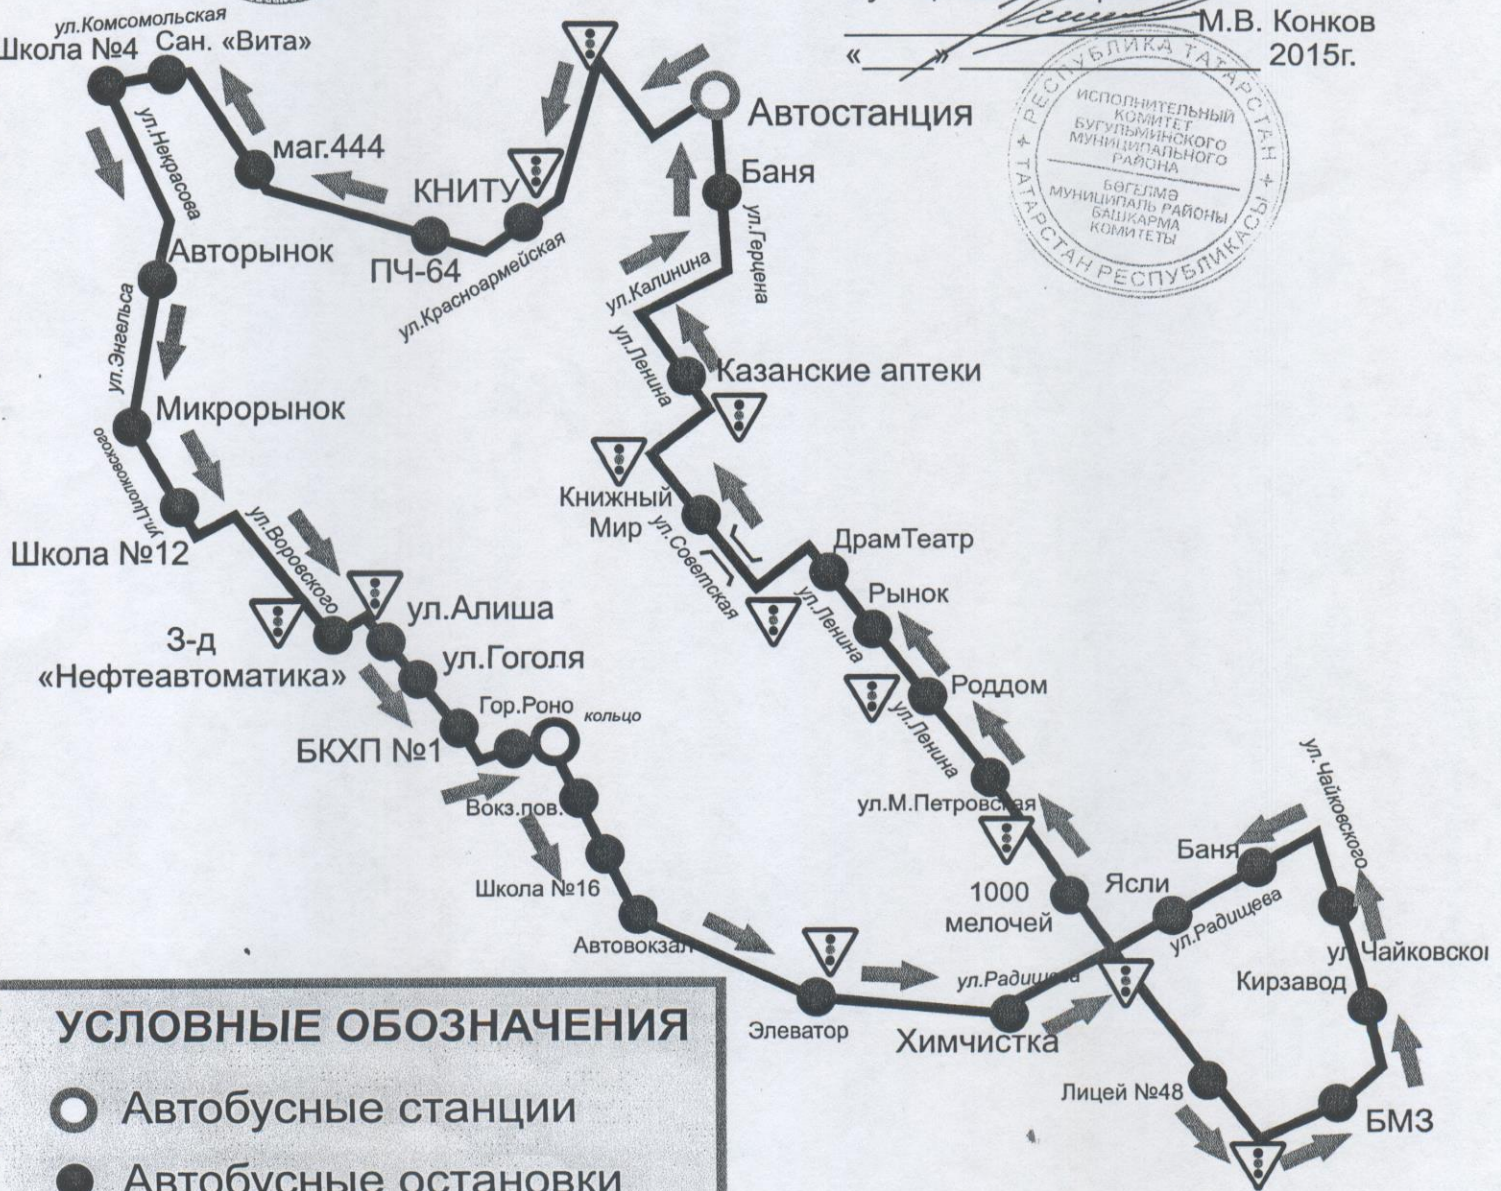 ул.Комсомольская
Школа №4
Сан. «Вита»
М.В. Конков
«____» 2015г.
РЕСПУБЛИКА ТАТАРСТАН
ТАТАРСТАН РЕСПУБЛИКАСЫ
ИСПОЛНИТЕЛЬНЫЙ
КОМИТЕТ
БУГУЛЬМИНСКОГО
МУНИЦИПАЛЬНОГО
РАЙОНА
БӨГЕЛМӘ
МУНИЦИПАЛЬ РАЙОНЫ
БАШКАРМА
КОМИТЕТЫ
Автостанция
ул.Некрасова
маг.444
КНИТУ
Баня
ул.Герцена
Авторынок
ПЧ-64
ул.Красноармейская
ул.Калинина
ул.Энгельса
ул.Ленина
Казанские аптеки
Микрорынок
ул.Циолковского
Книжный
Мир
ул.Советская
Школа №12
ул.Воровского
ДрамТеатр
Рынок
ул.Ленина
ул.Алиша
З-д
«Нефтеавтоматика»
ул.Гоголя
Роддом
ул.Ленина
Гор.Роно
кольцо
БКХП №1
Вокз.пов.
ул.М.Петровская
ул.Чайковского
Баня
Школа №16
1000
мелочей
Ясли
ул.Радищева
Автовокзал
ул.Чайковског
ул.Радищева
Кирзавод
Элеватор
Химчистка
Лицей №48
БМЗ
УСЛОВНЫЕ ОБОЗНАЧЕНИЯ
Автобусные станции
Автобусные остановки